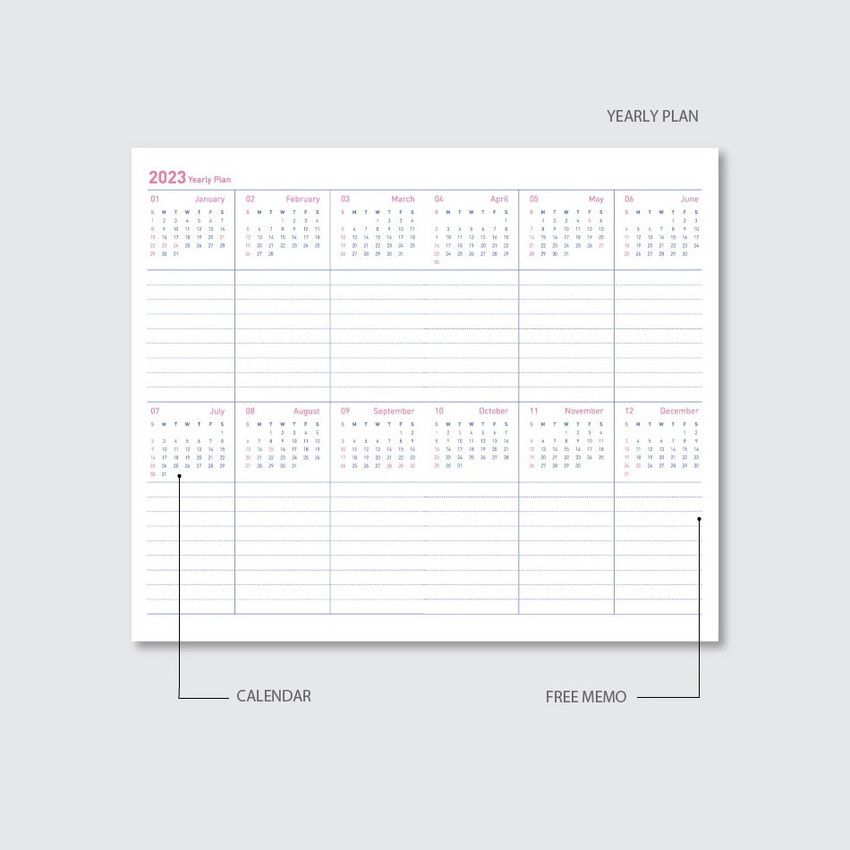 YEARLY PLAN
2023 Yearly Plan
01 January
S M T W T F S
1 2 3 4 5 6 7
8 9 10 11 12 13 14
15 16 17 18 19 20 21
22 23 24 25 26 27 28
29 30 31
02 February
S M T W T F S
1 2 3 4
5 6 7 8 9 10 11
12 13 14 15 16 17 18
19 20 21 22 23 24 25
26 27 28
03 March
S M T W T F S
1 2 3 4
5 6 7 8 9 10 11
12 13 14 15 16 17 18
19 20 21 22 23 24 25
26 27 28 29 30 31
04 April
S M T W T F S
1
2 3 4 5 6 7 8
9 10 11 12 13 14 15
16 17 18 19 20 21 22
23 24 25 26 27 28 29
30
05 May
S M T W T F S
1 2 3 4 5 6
7 8 9 10 11 12 13
14 15 16 17 18 19 20
21 22 23 24 25 26 27
28 29 30 31
06 June
S M T W T F S
1 2 3
4 5 6 7 8 9 10
11 12 13 14 15 16 17
18 19 20 21 22 23 24
25 26 27 28 29 30
07 July
S M T W T F S
1
2 3 4 5 6 7 8
9 10 11 12 13 14 15
16 17 18 19 20 21 22
23 24 25 26 27 28 29
30 31
08 August
S M T W T F S
1 2 3 4 5
6 7 8 9 10 11 12
13 14 15 16 17 18 19
20 21 22 23 24 25 26
27 28 29 30 31
09 September
S M T W T F S
1 2
3 4 5 6 7 8 9
10 11 12 13 14 15 16
17 18 19 20 21 22 23
24 25 26 27 28 29 30
10 October
S M T W T F S
1 2 3 4 5 6 7
8 9 10 11 12 13 14
15 16 17 18 19 20 21
22 23 24 25 26 27 28
29 30 31
11 November
S M T W T F S
1 2 3 4
5 6 7 8 9 10 11
12 13 14 15 16 17 18
19 20 21 22 23 24 25
26 27 28 29 30
12 December
S M T W T F S
1 2
3 4 5 6 7 8 9
10 11 12 13 14 15 16
17 18 19 20 21 22 23
24 25 26 27 28 29 30
31
CALENDAR
FREE MEMO